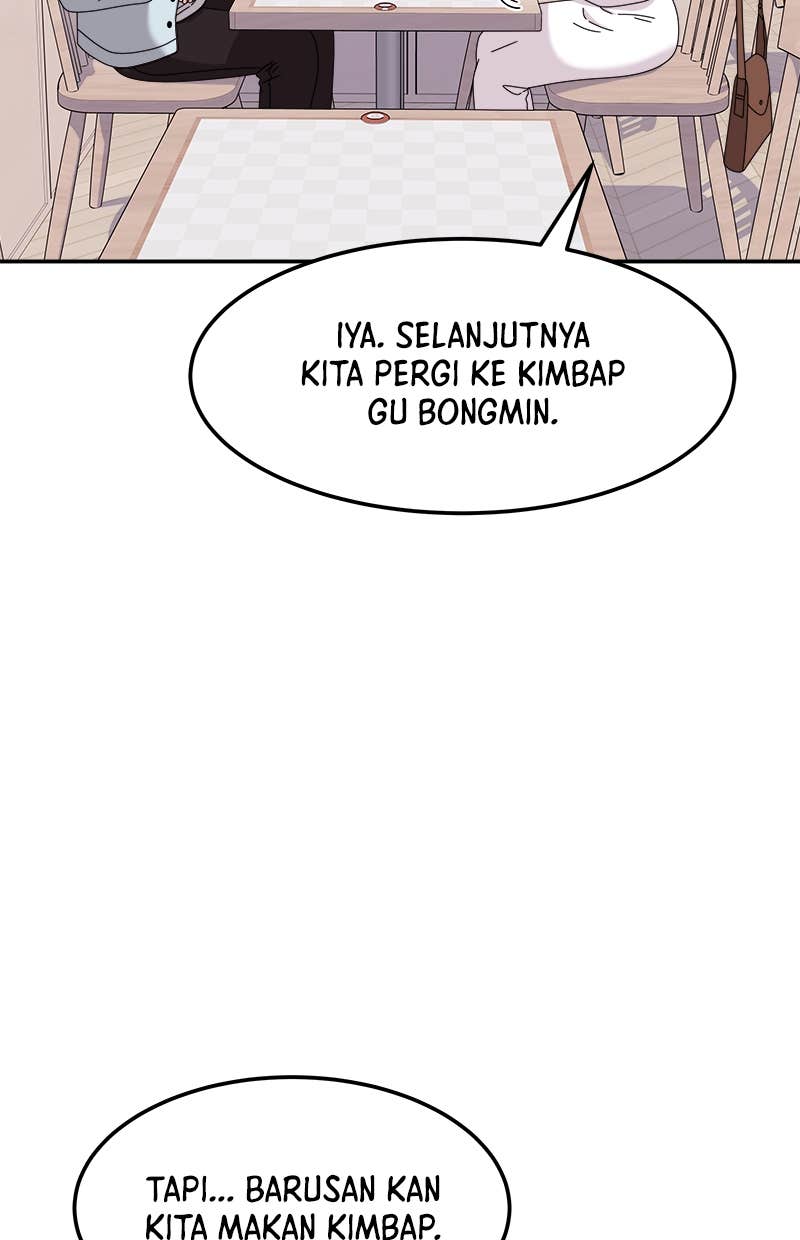 IYA. SELANJUTNYA
KITA PERGI KE KIMBAP
GU BONGMIN.
TAPI... BARUSAN KAN
KITA MAKAN KIMBAP.